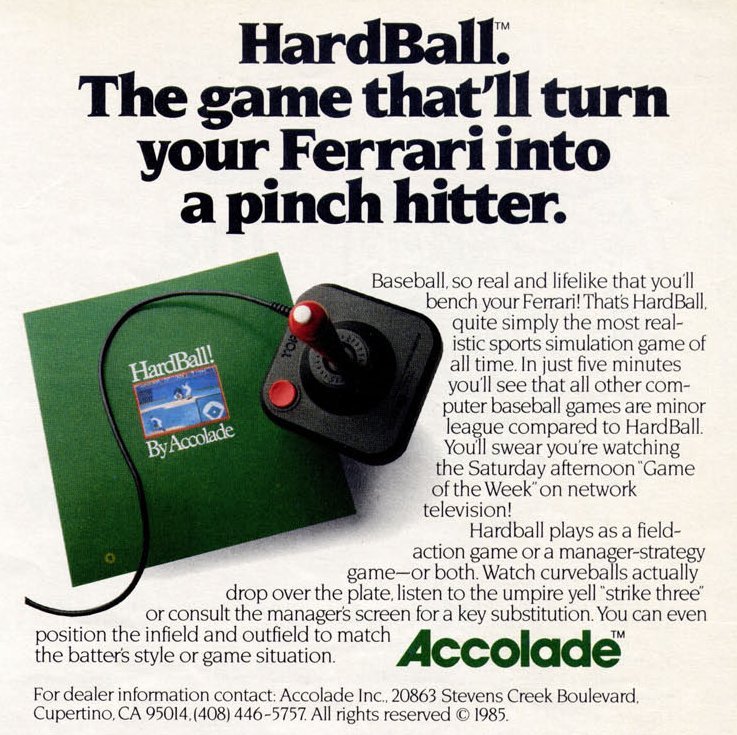 HardBall.™
The game that'll turn
your Ferrari into
a pinch hitter.
HardBall!
By Accolade
TOP
Baseball, so real and lifelike that you'll
bench your Ferrari! That's HardBall,
quite simply the most real-
istic sports simulation game of
all time. In just five minutes
you'll see that all other com-
puter baseball games are minor
league compared to HardBall.
You'll swear you're watching
the Saturday afternoon "Game
of the Week" on network
television!
Hardball plays as a field-
action game or a manager-strategy
game—or both. Watch curveballs actually
drop over the plate, listen to the umpire yell "strike three"
or consult the manager's screen for a key substitution. You can even
position the infield and outfield to match
the batter's style or game situation.
Accolade™
For dealer information contact: Accolade Inc., 20863 Stevens Creek Boulevard,
Cupertino, CA 95014, (408) 446-5757. All rights reserved © 1985.